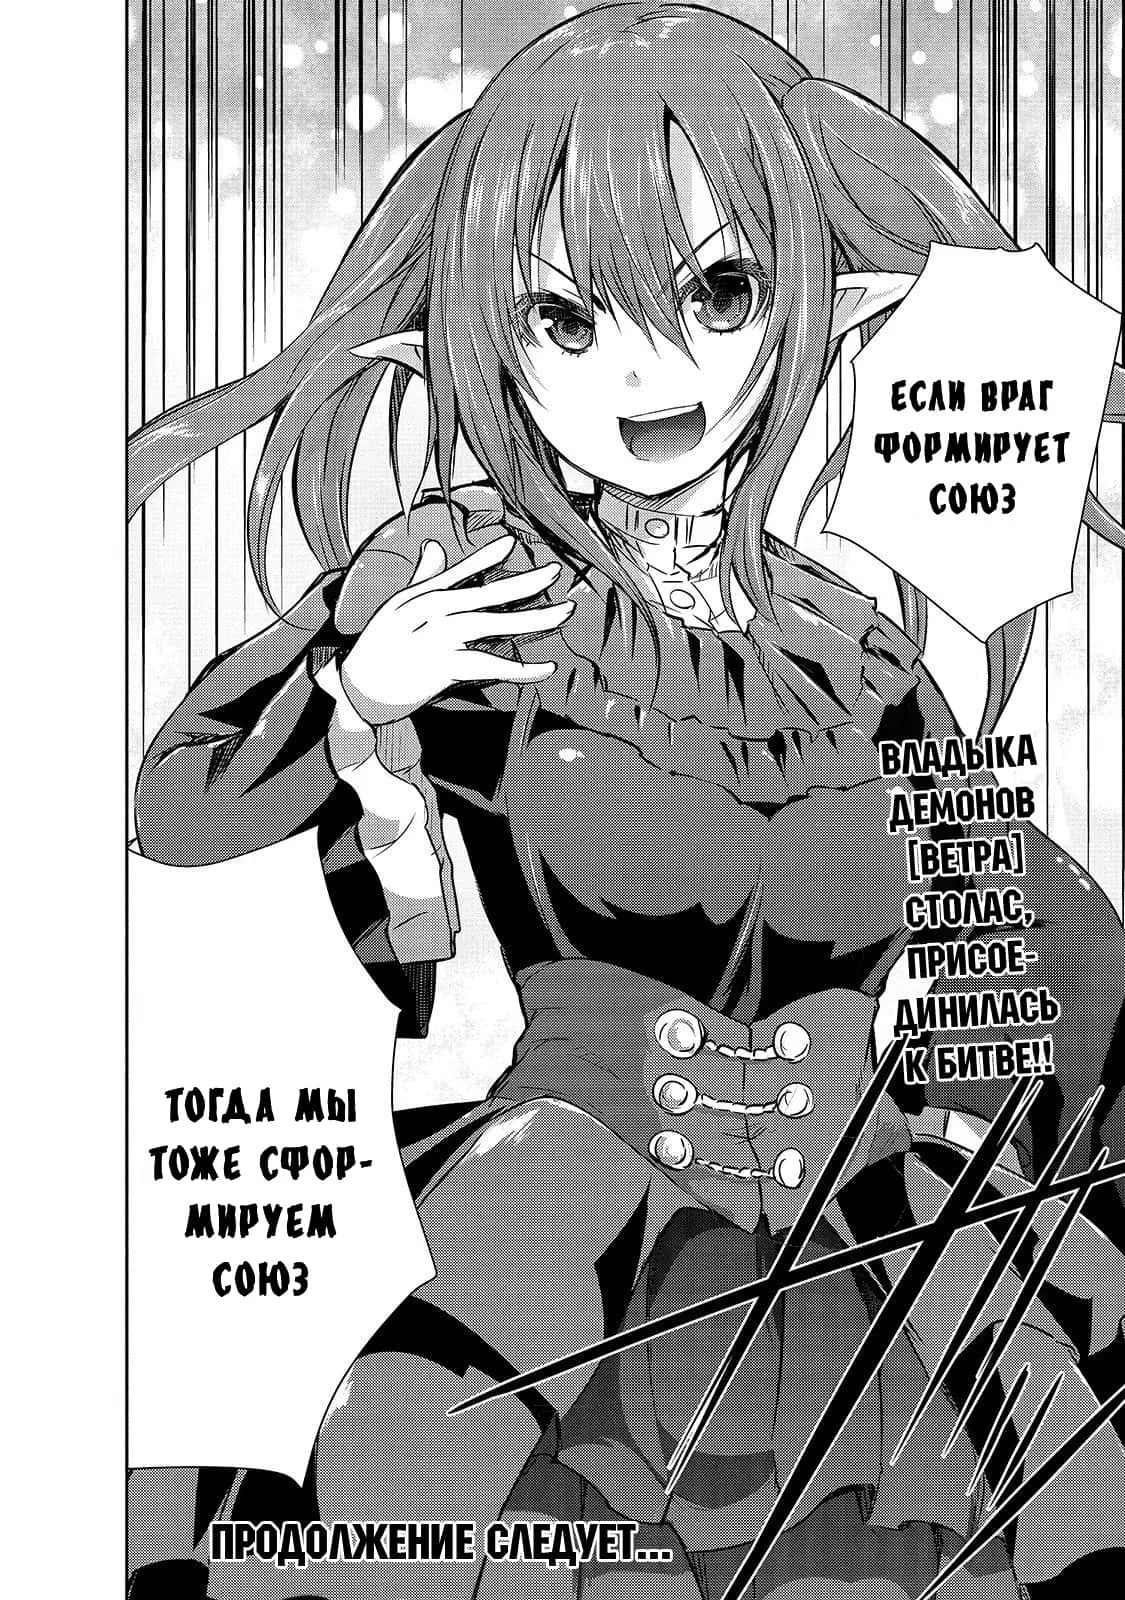 ЕСЛИ ВРАГ
ФОРМИРУЕТ
СОЮЗ
ВЛАДЫКА
ДЕМОНОВ
[ВЕТРА]
СТОЛАС,
ПРИСОЕ-
ДИНИЛАСЬ
К БИТВЕ!!
ТОГДА МЫ
ТОЖЕ СФОР-
МИРУЕМ
СОЮЗ
ПРОДОЛЖЕНИЕ СЛЕДУЕТ...